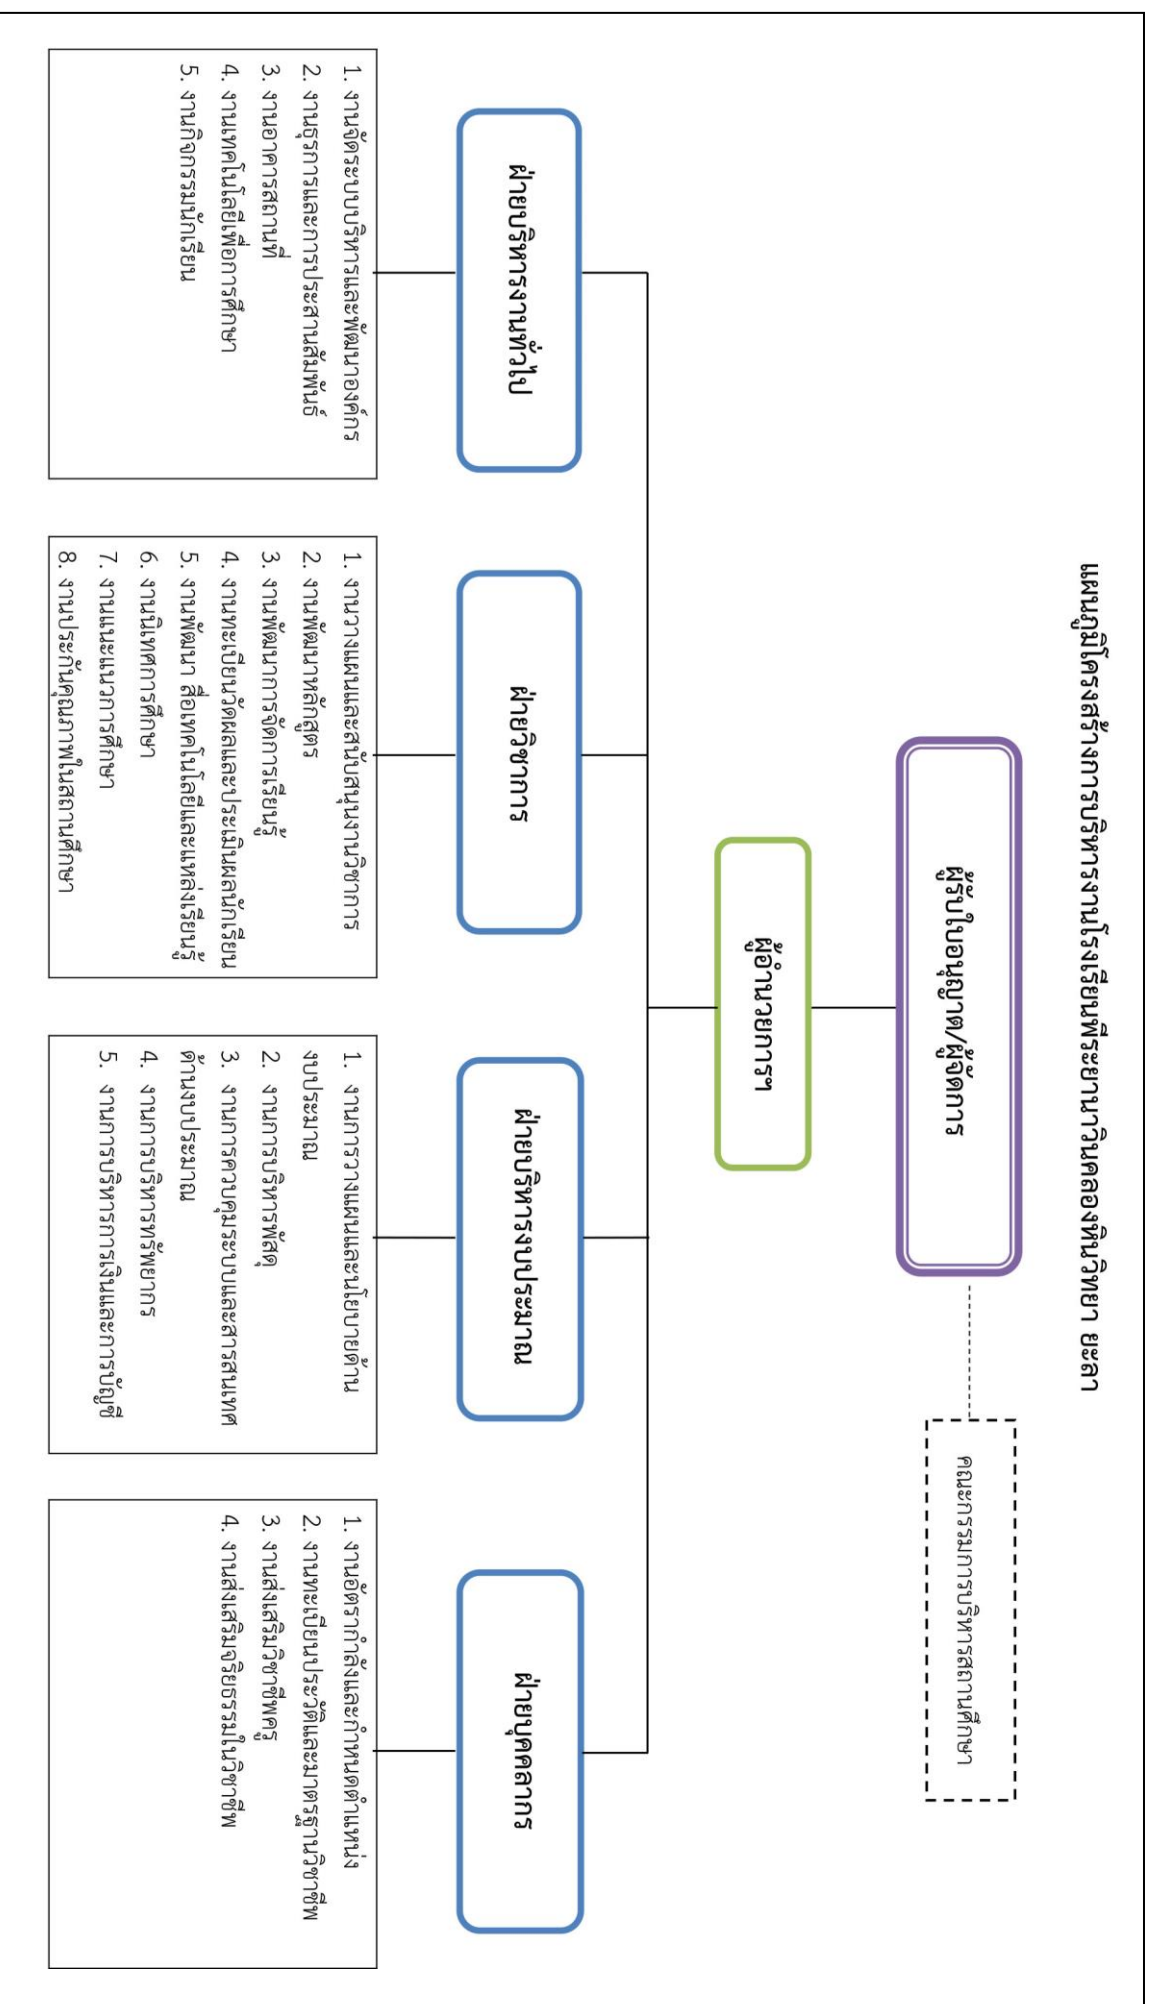 แผนภูมิโครงสร้างการบริหารงานโรงเรียนพีระยานาวินคลองหินวิทยา ยะลา
ผู้รับใบอนุญาต/ผู้จัดการ
คณะกรรมการบริหารสถานศึกษา
ผู้อำนวยการฯ
ฝ่ายบริหารงานทั่วไป
1. งานจัดระบบบริหารและพัฒนาองค์กร
2. งานธุรการและการประสานสัมพันธ์
3. งานอาคารสถานที่
4. งานเทคโนโลยีเพื่อการศึกษา
5. งานกิจกรรมนักเรียน
ฝ่ายวิชาการ
1. งานวางแผนและสนับสนุนงานวิชาการ
2. งานพัฒนาหลักสูตร
3. งานพัฒนาการจัดการเรียนรู้
4. งานทะเบียนวัดผลและประเมินผลนักเรียน
5. งานพัฒนา สื่อเทคโนโลยีและแหล่งเรียนรู้
6. งานนิเทศการศึกษา
7. งานแนะแนวการศึกษา
8. งานประกันคุณภาพในสถานศึกษา
ฝ่ายบริหารงบประมาณ
1. งานการวางแผนและนโยบายด้าน
งบประมาณ
2. งานการบริหารพัสดุ
3. งานการควบคุมระบบและสารสนเทศ
ด้านงบประมาณ
4. งานการบริหารทรัพยากร
5. งานการบริหารการเงินและการบัญชี
ฝ่ายบุคคลากร
1. งานอัตรากำลังและกำหนดตำแหน่ง
2. งานทะเบียนประวัติและมาตรฐานวิชาชีพ
3. งานส่งเสริมวิชาชีพครู
4. งานส่งเสริมจริยธรรมในวิชาชีพ